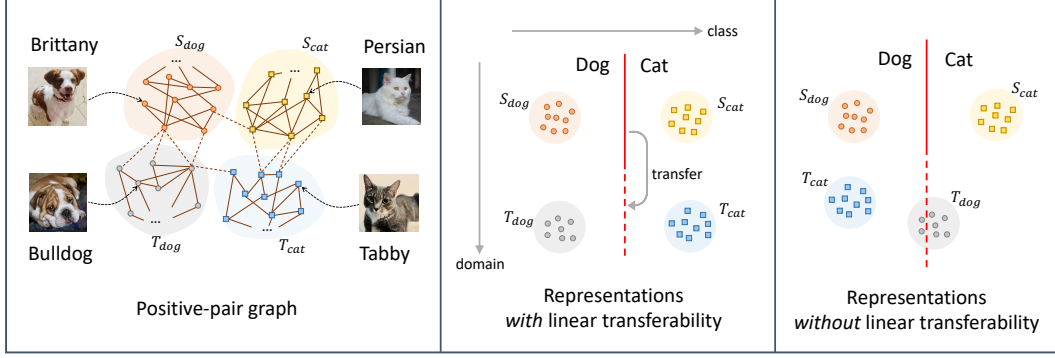 Brittany
S_dog
S_cat
Persian
...
...
Bulldog
T_dog
...
T_cat
...
Tabby
Positive-pair graph
class
Dog
Cat
S_dog
S_cat
transfer
T_dog
T_cat
domain
Representations
with linear transferability
Dog
Cat
S_dog
S_cat
T_cat
T_dog
Representations
without linear transferability